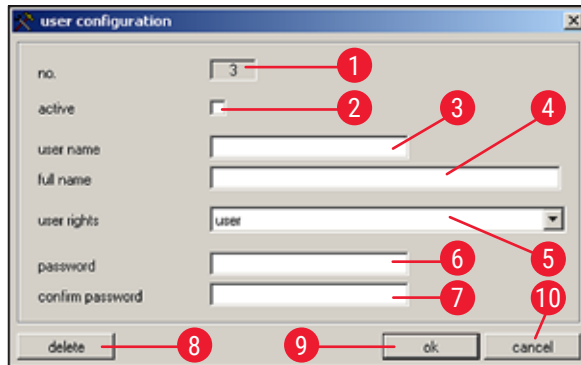 user configuration
no. 3 1
active 2
user name 3
full name 4
user rights user 5
password 6
confirm password 7
delete 8 9 ok cancel 10